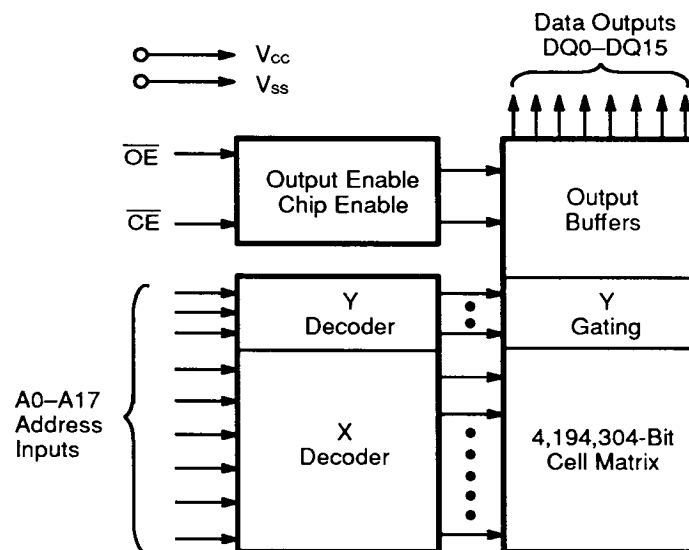 Data Outputs
DQ0–DQ15
VCC
VSS
OE
CE
Output Enable
Chip Enable
Output
Buffers
Y
Decoder
Y
Gating
A0–A17
Address
Inputs
X
Decoder
4,194,304-Bit
Cell Matrix